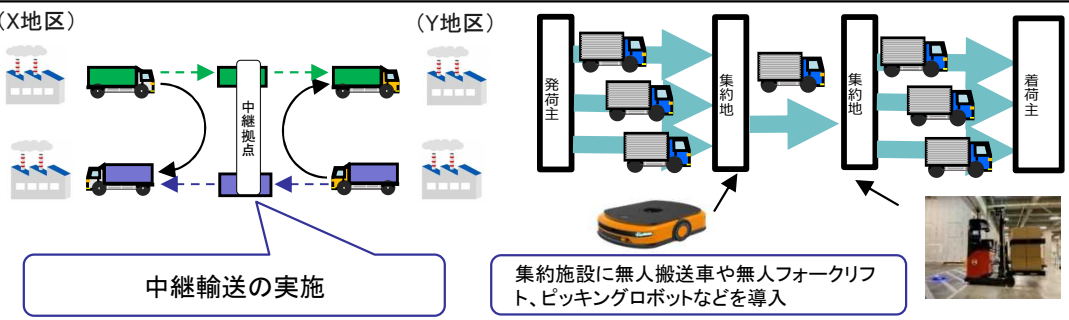 (X地区)
(Y地区)
中継拠点
中継輸送の実施
発荷主
集約地
集約地
着荷主
集約施設に無人搬送車や無人フォークリフ
ト、ピッキングロボットなどを導入